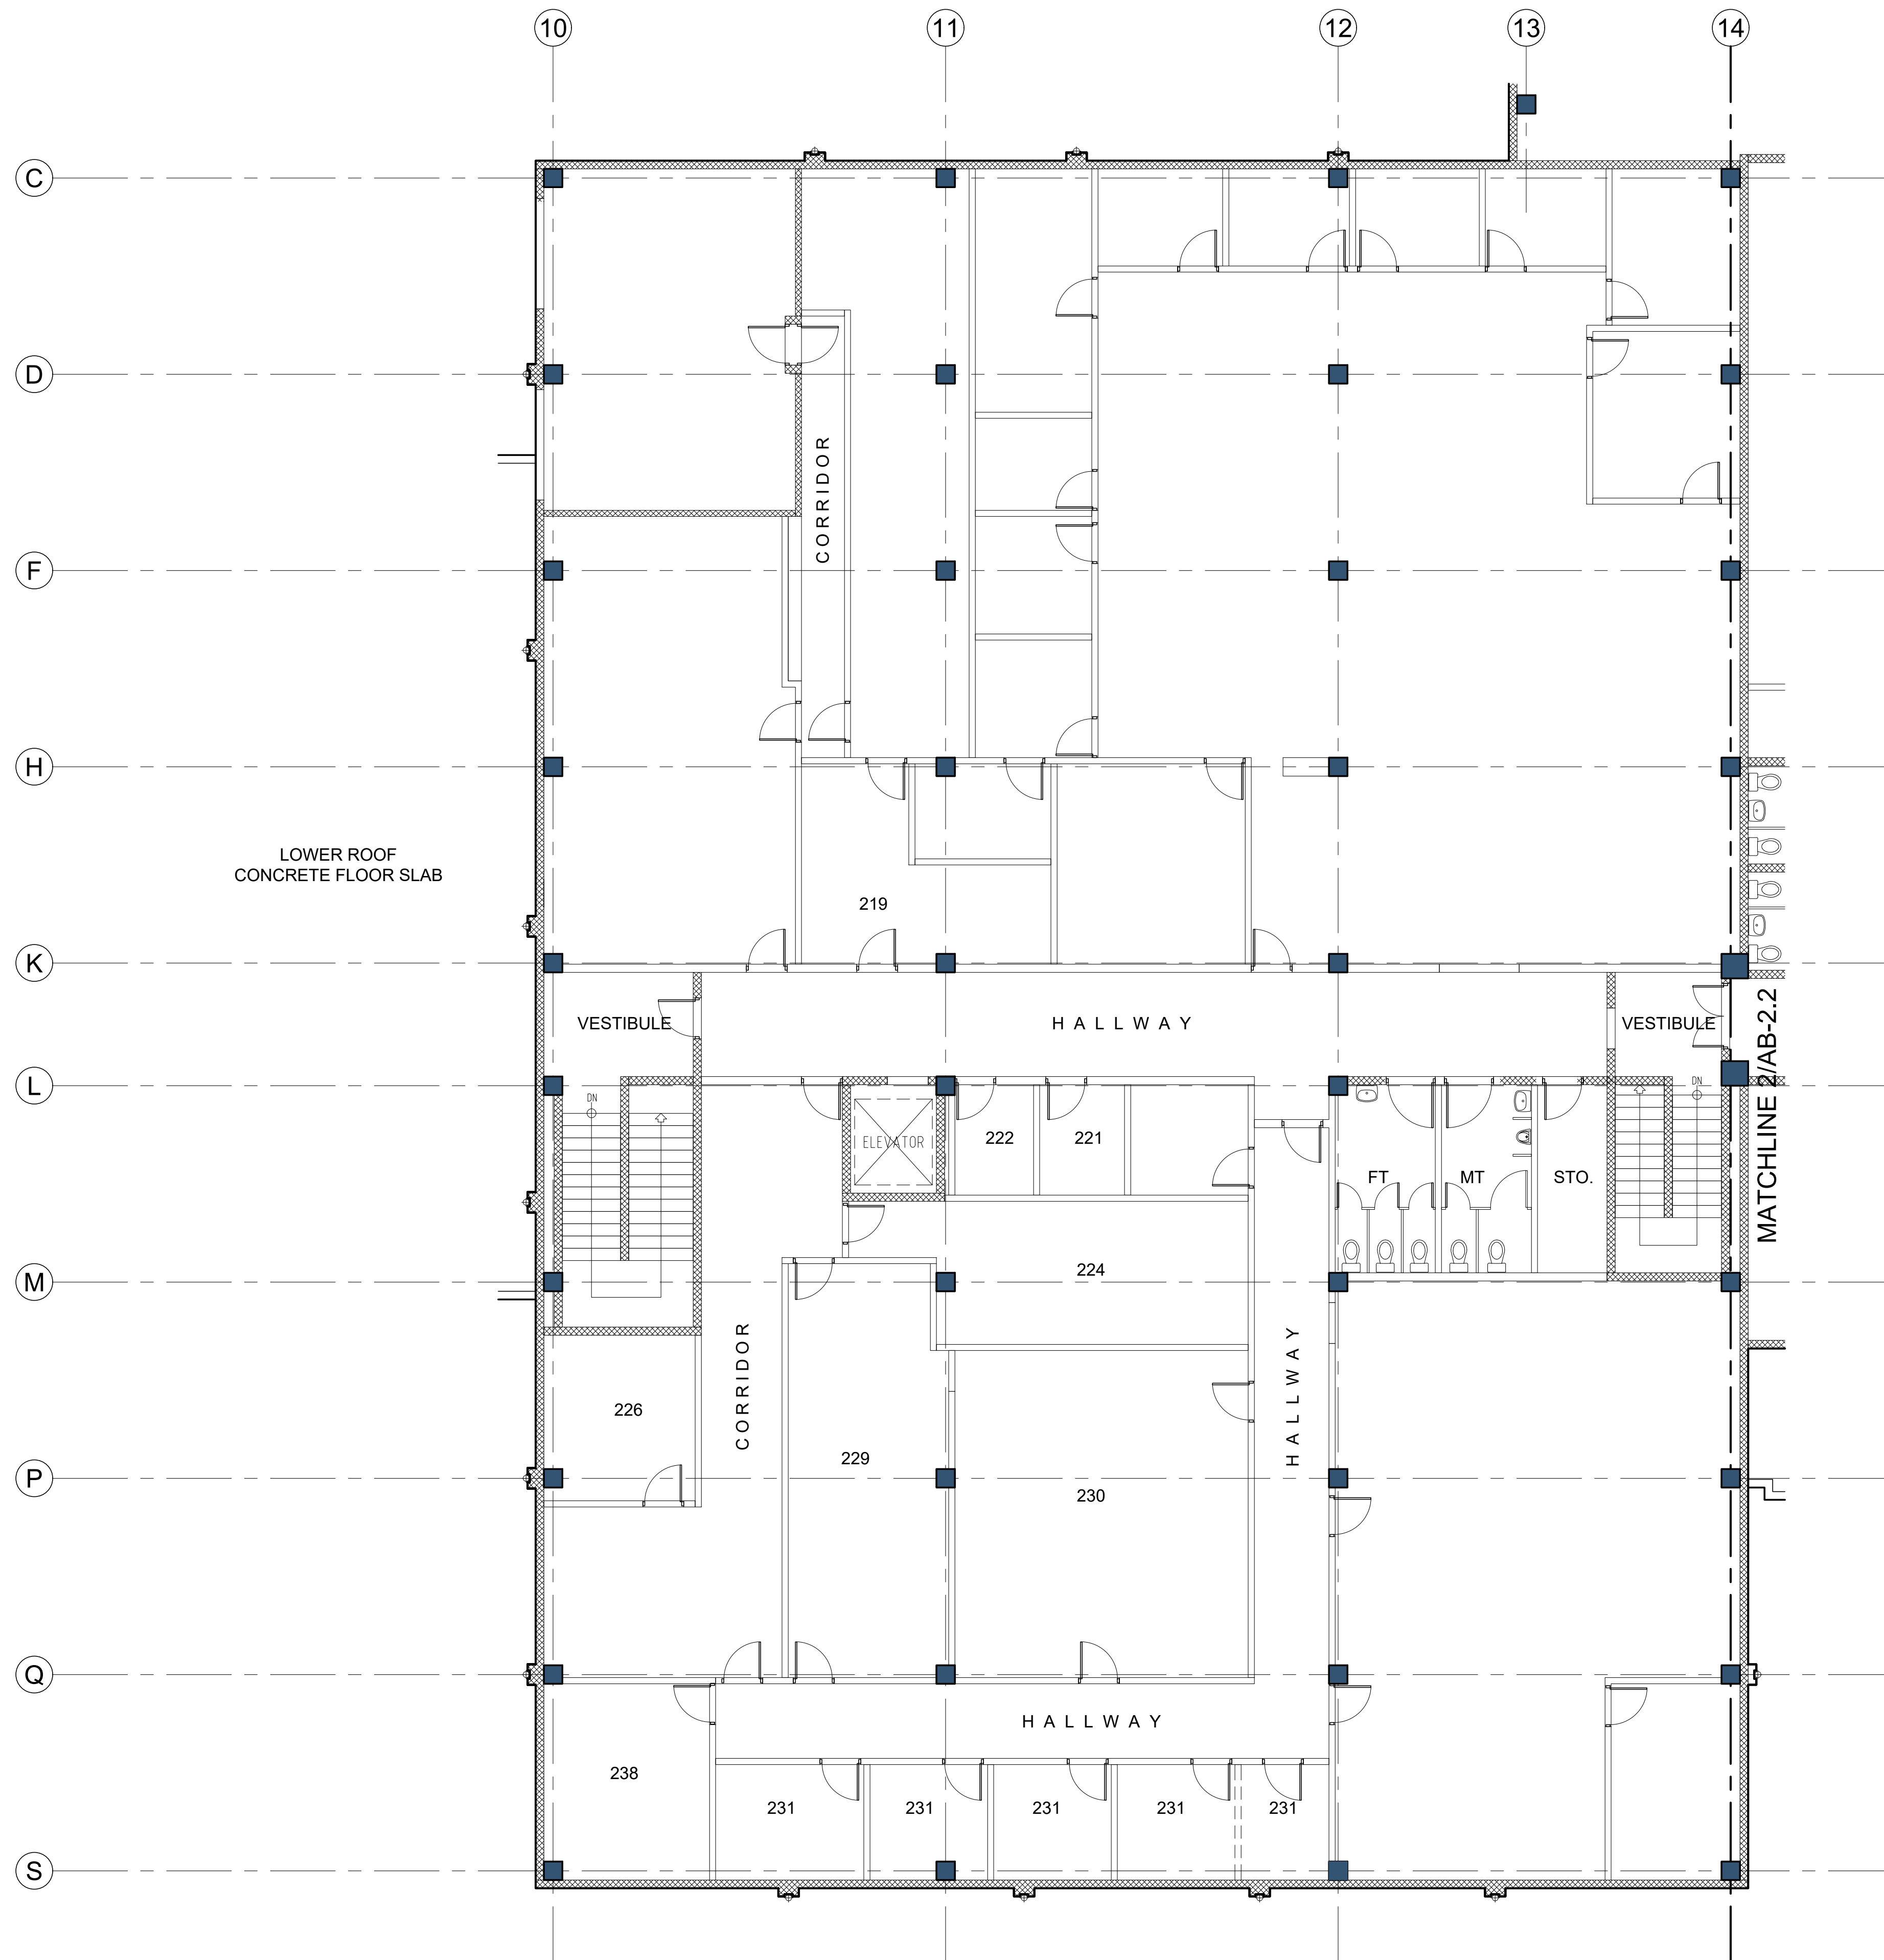 10
11
12
13
14
C
D
CORRIDOR
F
H
LOWER ROOF
CONCRETE FLOOR SLAB
219
K
VESTIBULE
HALLWAY
VESTIBULE
MATCHLINE 2/AB-2.2
L
DN
DN
ELEVATOR
222
221
FT
MT
STO.
224
M
CORRIDOR
HALLWAY
226
229
P
230
Q
HALLWAY
238
231
231
231
231
231
S